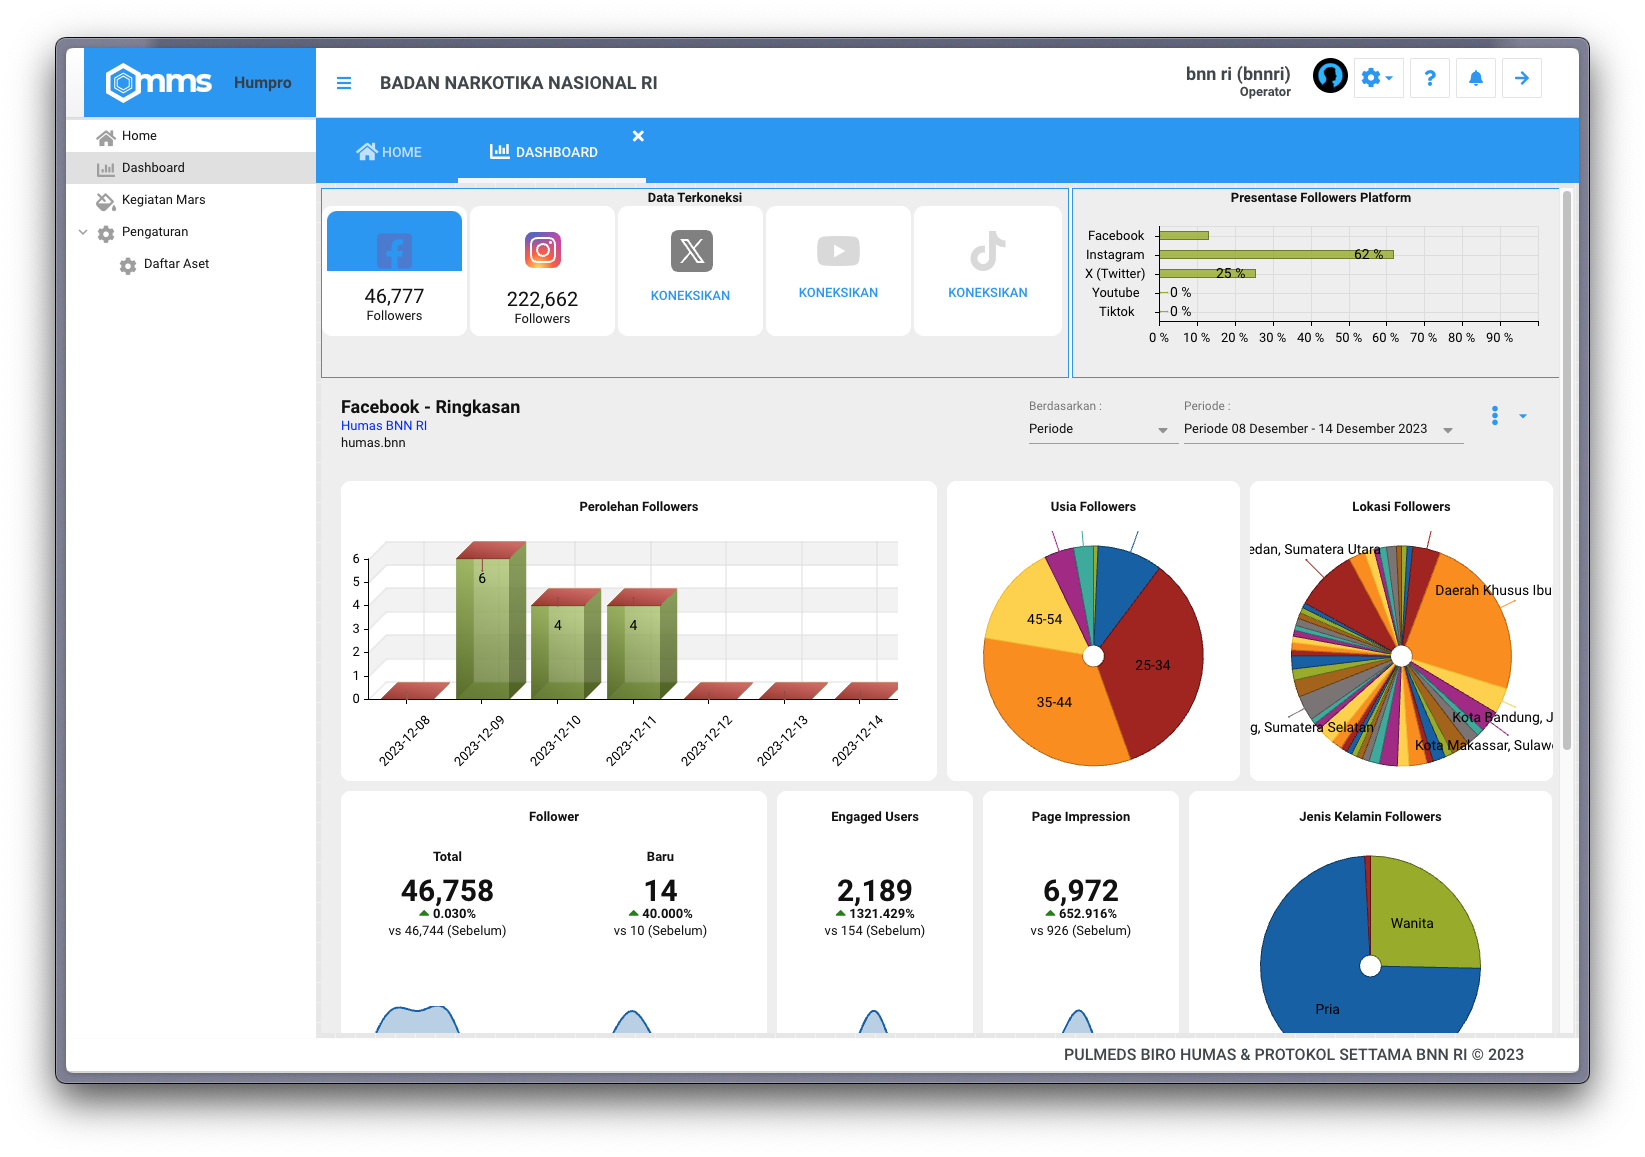 mms Humpro
BADAN NARKOTIKA NASIONAL RI
bnn ri (bnnri)
Operator
?
Home
Dashboard
Kegiatan Mars
Pengaturan
Daftar Aset
HOME
DASHBOARD
Data Terkoneksi
46,777
Followers
222,662
Followers
KONEKSIKAN
KONEKSIKAN
KONEKSIKAN
Presentase Followers Platform
Facebook
Instagram
62 %
X (Twitter)
25 %
Youtube
0 %
Tiktok
0 %
0 % 10 % 20 % 30 % 40 % 50 % 60 % 70 % 80 % 90 %
Facebook - Ringkasan
Humas BNN RI
humas.bnn
Berdasarkan :
Periode
Periode :
Periode 08 Desember - 14 Desember 2023
Perolehan Followers
6
5
4
3
2
1
0
6
4
4
2023-12-08
2023-12-09
2023-12-10
2023-12-11
2023-12-12
2023-12-13
2023-12-14
Usia Followers
45-54
25-34
35-44
Lokasi Followers
edan, Sumatera Utara
Daerah Khusus Ibu
Kota Bandung, J
g, Sumatera Selatan
Kota Makassar, Sulawe
Follower
Total
46,758
0.030%
vs 46,744 (Sebelum)
Baru
14
40.000%
vs 10 (Sebelum)
Engaged Users
2,189
1321.429%
vs 154 (Sebelum)
Page Impression
6,972
652.916%
vs 926 (Sebelum)
Jenis Kelamin Followers
Wanita
Pria
PULMEDS BIRO HUMAS & PROTOKOL SETTAMA BNN RI © 2023